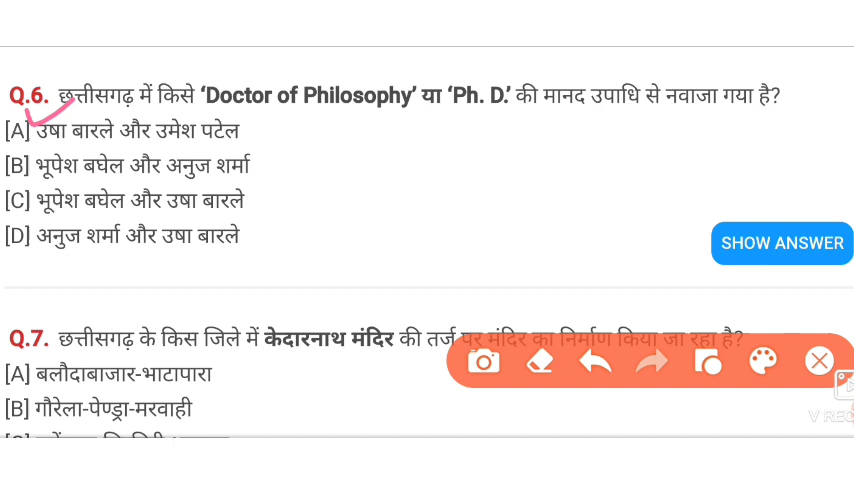 Q.6. छत्तीसगढ़ में किसे ‘Doctor of Philosophy’ या ‘Ph. D.’ की मानद उपाधि से नवाजा गया है?
[A] उषा बारले और उमेश पटेल
[B] भूपेश बघेल और अनुज शर्मा
[C] भूपेश बघेल और उषा बारले
[D] अनुज शर्मा और उषा बारले
SHOW ANSWER
Q.7. छत्तीसगढ़ के किस जिले में केदारनाथ मंदिर की तर्ज पर मंदिर का निर्माण किया जा रहा है?
[A] बलौदाबाजार-भाटापारा
[B] गौरेला-पेण्ड्रा-मरवाही
V REC